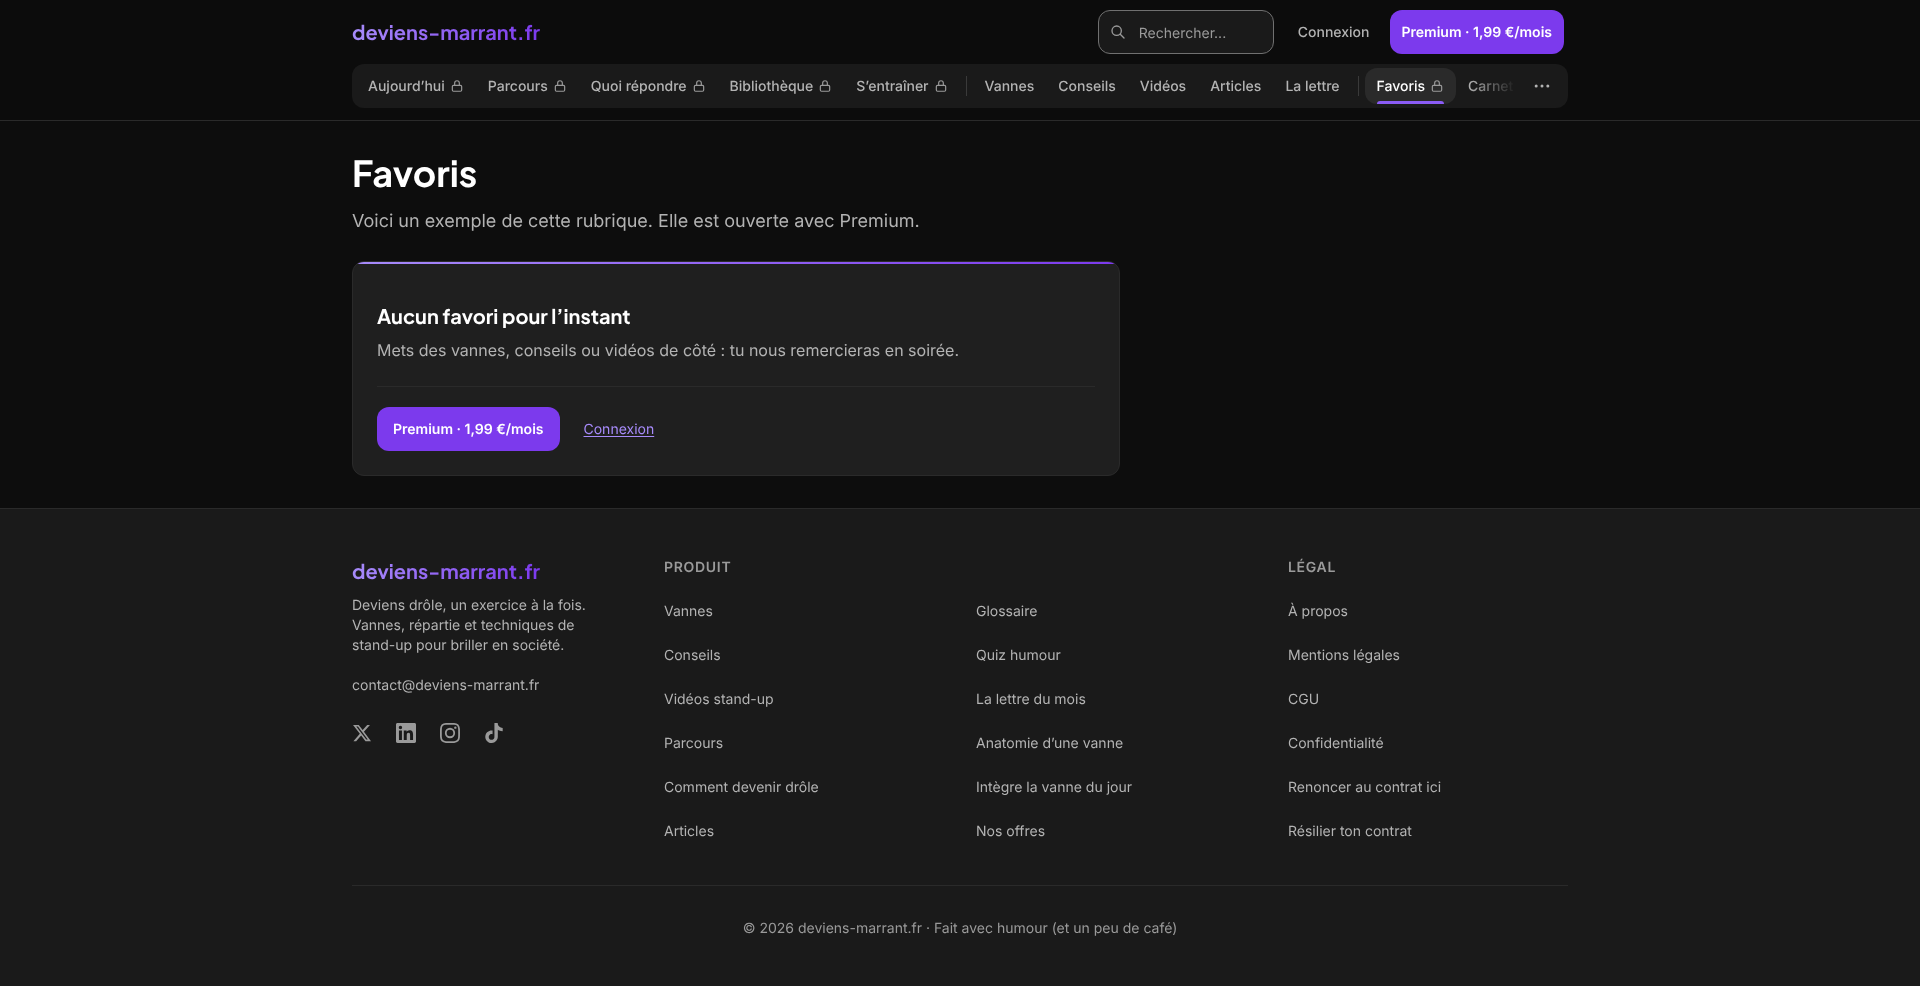 deviens-marrant.fr
Rechercher...
Connexion
Premium · 1,99 €/mois
Aujourd’hui
Parcours
Quoi répondre
Bibliothèque
S’entraîner
Vannes
Conseils
Vidéos
Articles
La lettre
Favoris
Carnet
Favoris
Voici un exemple de cette rubrique. Elle est ouverte avec Premium.
Aucun favori pour l’instant
Mets des vannes, conseils ou vidéos de côté : tu nous remercieras en soirée.
Premium · 1,99 €/mois
Connexion
deviens-marrant.fr
Deviens drôle, un exercice à la fois.
Vannes, répartie et techniques de
stand-up pour briller en société.
contact@deviens-marrant.fr
PRODUIT
Vannes
Conseils
Vidéos stand-up
Parcours
Comment devenir drôle
Articles
Glossaire
Quiz humour
La lettre du mois
Anatomie d’une vanne
Intègre la vanne du jour
Nos offres
LÉGAL
À propos
Mentions légales
CGU
Confidentialité
Renoncer au contrat ici
Résilier ton contrat
© 2026 deviens-marrant.fr · Fait avec humour (et un peu de café)